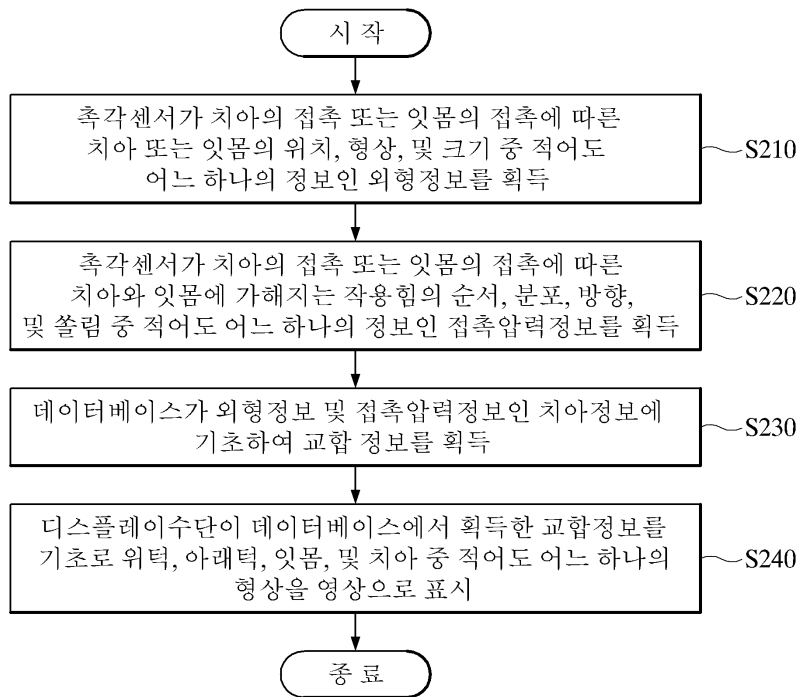 시 작
촉각센서가 치아의 접촉 또는 잇몸의 접촉에 따른
치아 또는 잇몸의 위치, 형상, 및 크기 중 적어도
어느 하나의 정보인 외형정보를 획득
S210
촉각센서가 치아의 접촉 또는 잇몸의 접촉에 따른
치아와 잇몸에 가해지는 작용힘의 순서, 분포, 방향,
및 쏠림 중 적어도 어느 하나의 정보인 접촉압력정보를 획득
S220
데이터베이스가 외형정보 및 접촉압력정보인 치아정보에
기초하여 교합 정보를 획득
S230
디스플레이수단이 데이터베이스에서 획득한 교합정보를
기초로 위턱, 아래턱, 잇몸, 및 치아 중 적어도 어느 하나의
형상을 영상으로 표시
S240
종 료